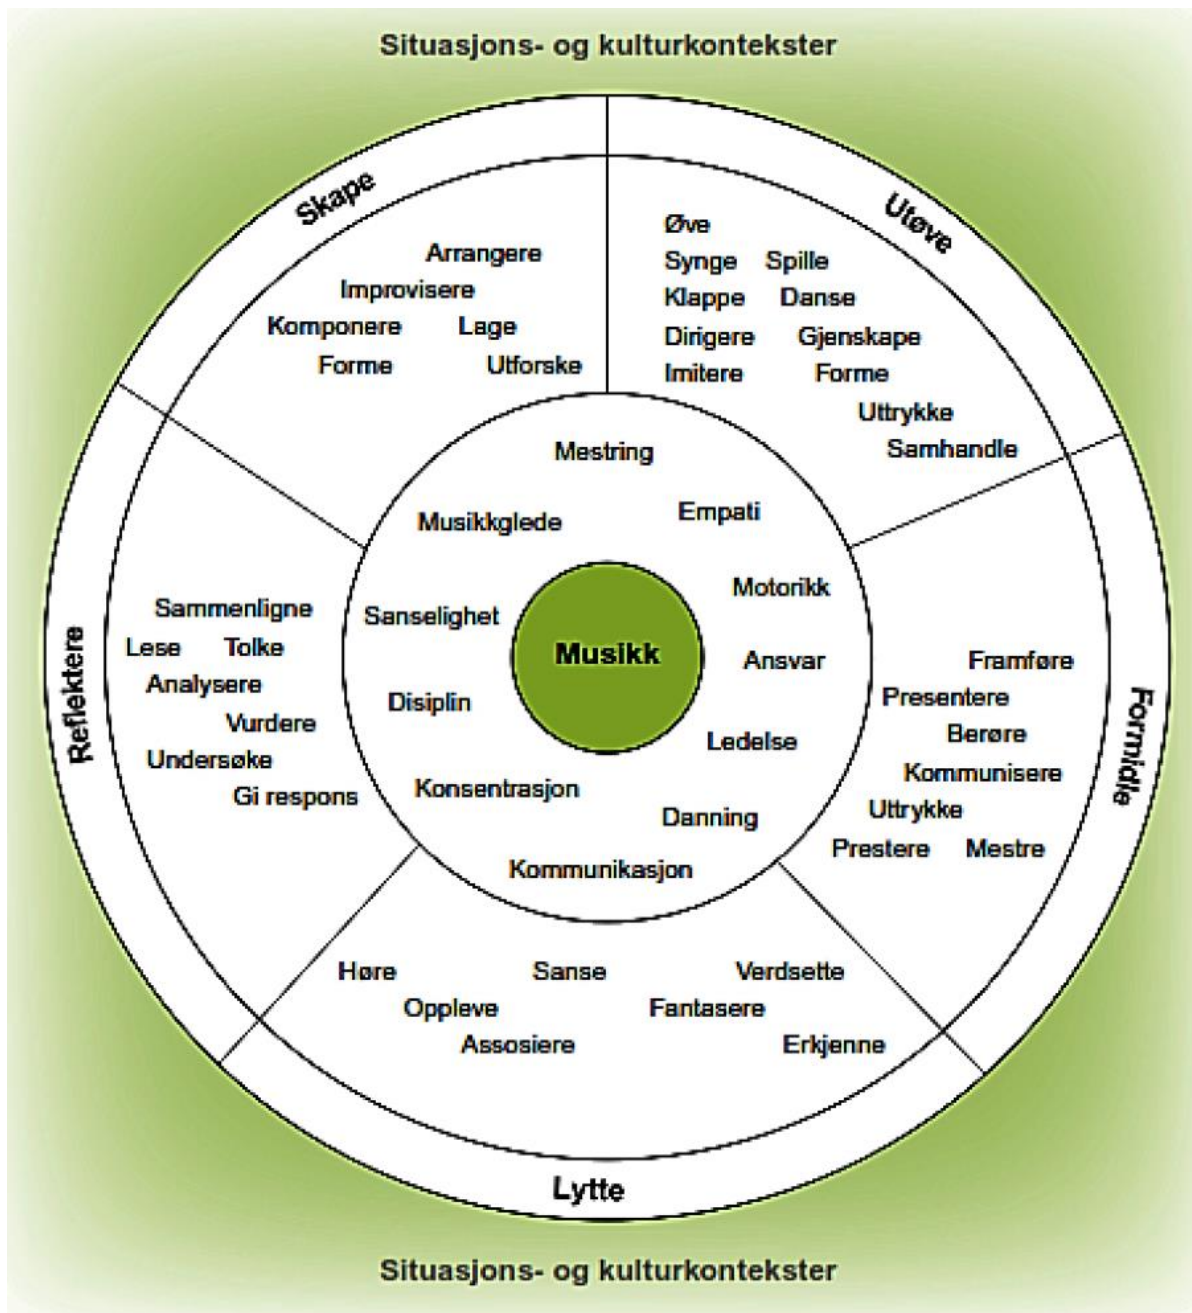 Situasjons- og kulturkontekster
Skape
Arrangere
Improvisere
Komponere Lage
Forme Utforske
Utøve
Øve
Synge Spille
Klappe Danse
Dirigere Gjenskape
Imitere Forme
Uttrykke
Samhandle
Formidle
Framføre
Presentere
Berøre
Kommunisere
Uttrykke
Prestere Mestre
Lytte
Høre Sanse Verdsette
Oppleve Fantasere
Assosiere Erkjenne
Reflektere
Sammenligne
Lese Tolke
Analysere
Vurdere
Undersøke
Gi respons
Mestring
Empati
Musikkglede
Motorikk
Sanselighet
Musikk
Ansvar
Disiplin
Ledelse
Konsentrasjon
Danning
Kommunikasjon
Situasjons- og kulturkontekster